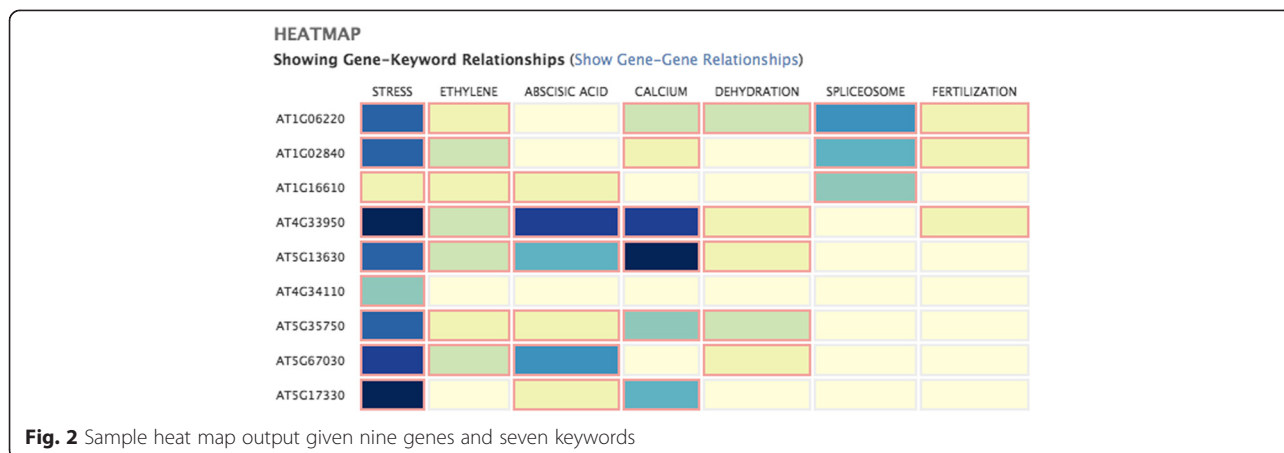 HEATMAP
Showing Gene-Keyword Relationships (Show Gene-Gene Relationships)
STRESS ETHYLENE ABSCISIC ACID CALCIUM DEHYDRATION SPLICEOSOME FERTILIZATION
AT1G06220
AT1G02840
AT1G16610
AT4G33950
AT5G13630
AT4G34110
AT5G35750
AT5G67030
AT5G17330
Fig. 2 Sample heat map output given nine genes and seven keywords